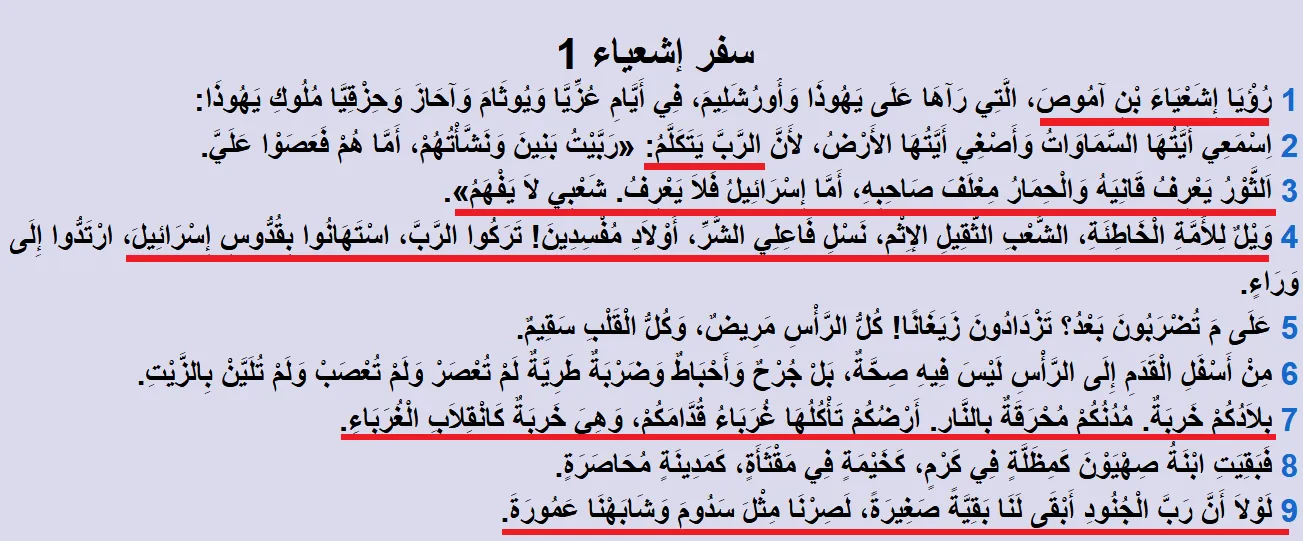 سفر إشعياء 1
1 رُؤْيَا إِشَعْيَاءَ بْنِ آمُوصَ، الَّتِي رَآهَا عَلَى يَهُوذَا وَأُورُشَلِيمَ، فِي أَيَّامِ عُزِّيَّا وَيُوثَامَ وَآحَازَ وَحِزْقِيَّا مُلُوكِ يَهُوذَا:
2 اِسْمَعِي أَيَّتُهَا السَّمَاوَاتُ وَأَصْغِي أَيَّتُهَا الأَرْضُ، لأَنَّ الرَّبَّ يَتَكَلَّمُ: «رَبَّيْتُ بَنِينَ وَنَشَّأْتُهُمْ، أَمَّا هُمْ فَعَصَوْا عَلَيَّ.
3 اَلثَّوْرُ يَعْرِفُ قَانِيَهُ وَالْحِمَارُ مِعْلَفَ صَاحِبِهِ، أَمَّا إِسْرَائِيلُ فَلاَ يَعْرِفُ. شَعْبِي لاَ يَفْهَمُ».
4 وَيْلٌ لِلأُمَّةِ الْخَاطِئَةِ، الشَّعْبِ الثَّقِيلِ الإِثْمِ، نَسْلِ فَاعِلِي الشَّرِّ، أَوْلاَدِ مُفْسِدِينَ! تَرَكُوا الرَّبَّ، اسْتَهَانُوا بِقُدُّوسِ إِسْرَائِيلَ، ارْتَدُّوا إِلَى
وَرَاءٍ.
5 عَلَى مَ تُضْرَبُونَ بَعْدُ؟ تَزْدَادُونَ زَيَغَانًا! كُلُّ الرَّأْسِ مَرِيضٌ، وَكُلُّ الْقَلْبِ سَقِيمٌ.
6 مِنْ أَسْفَلِ الْقَدَمِ إِلَى الرَّأْسِ لَيْسَ فِيهِ صِحَّةٌ، بَلْ جُرْحٌ وَأَحْبَاطٌ وَضَرْبَةٌ طَرِيَّةٌ لَمْ تُعْصَرْ وَلَمْ تُعْصَبْ وَلَمْ تُلَيَّنْ بِالزَّيْتِ.
7 بِلاَدُكُمْ خَرِبَةٌ. مُدُنُكُمْ مُحْرَقَةٌ بِالنَّارِ. أَرْضُكُمْ تَأْكُلُهَا غُرَبَاءُ قُدَّامَكُمْ، وَهِيَ خَرِبَةٌ كَانْقِلاَبِ الْغُرَبَاءِ.
8 فَبَقِيَتِ ابْنَةُ صِهْيَوْنَ كَمِظَلَّةٍ فِي كَرْمٍ، كَخَيْمَةٍ فِي مَقْثَأَةٍ، كَمَدِينَةٍ مُحَاصَرَةٍ.
9 لَوْلاَ أَنَّ رَبَّ الْجُنُودِ أَبْقَى لَنَا بَقِيَّةً صَغِيرَةً، لَصِرْنَا مِثْلَ سَدُومَ وَشَابَهْنَا عَمُورَةَ.